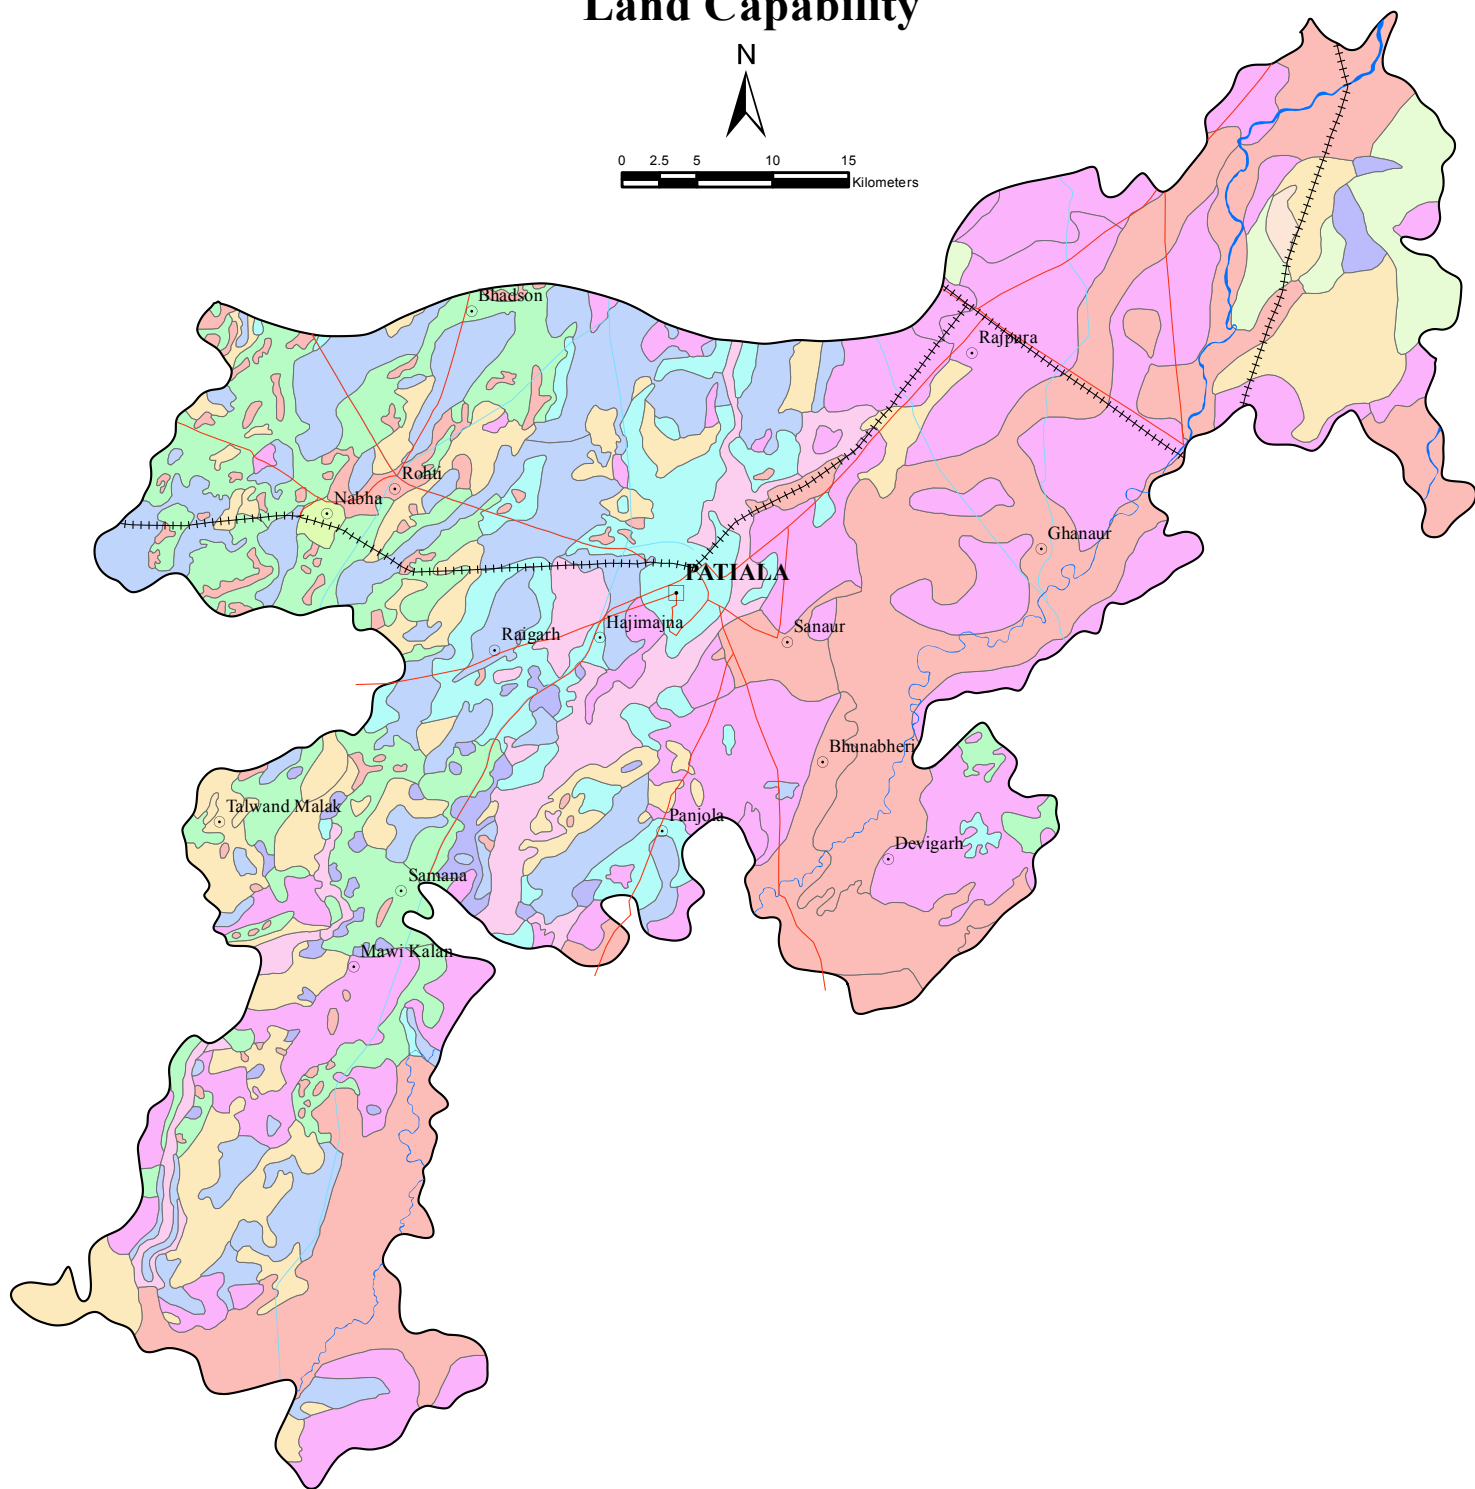 Land Capability
N
0 2.5 5 10 15
Kilometers
Bhadson
Rajpura
Rohti
Nabha
Ghanaur
PATIALA
Hajimajna
Sanaur
Raigarh
Bhunabheri
Talwand Malak
Panjola
Devigarh
Samana
Mawi Kalan